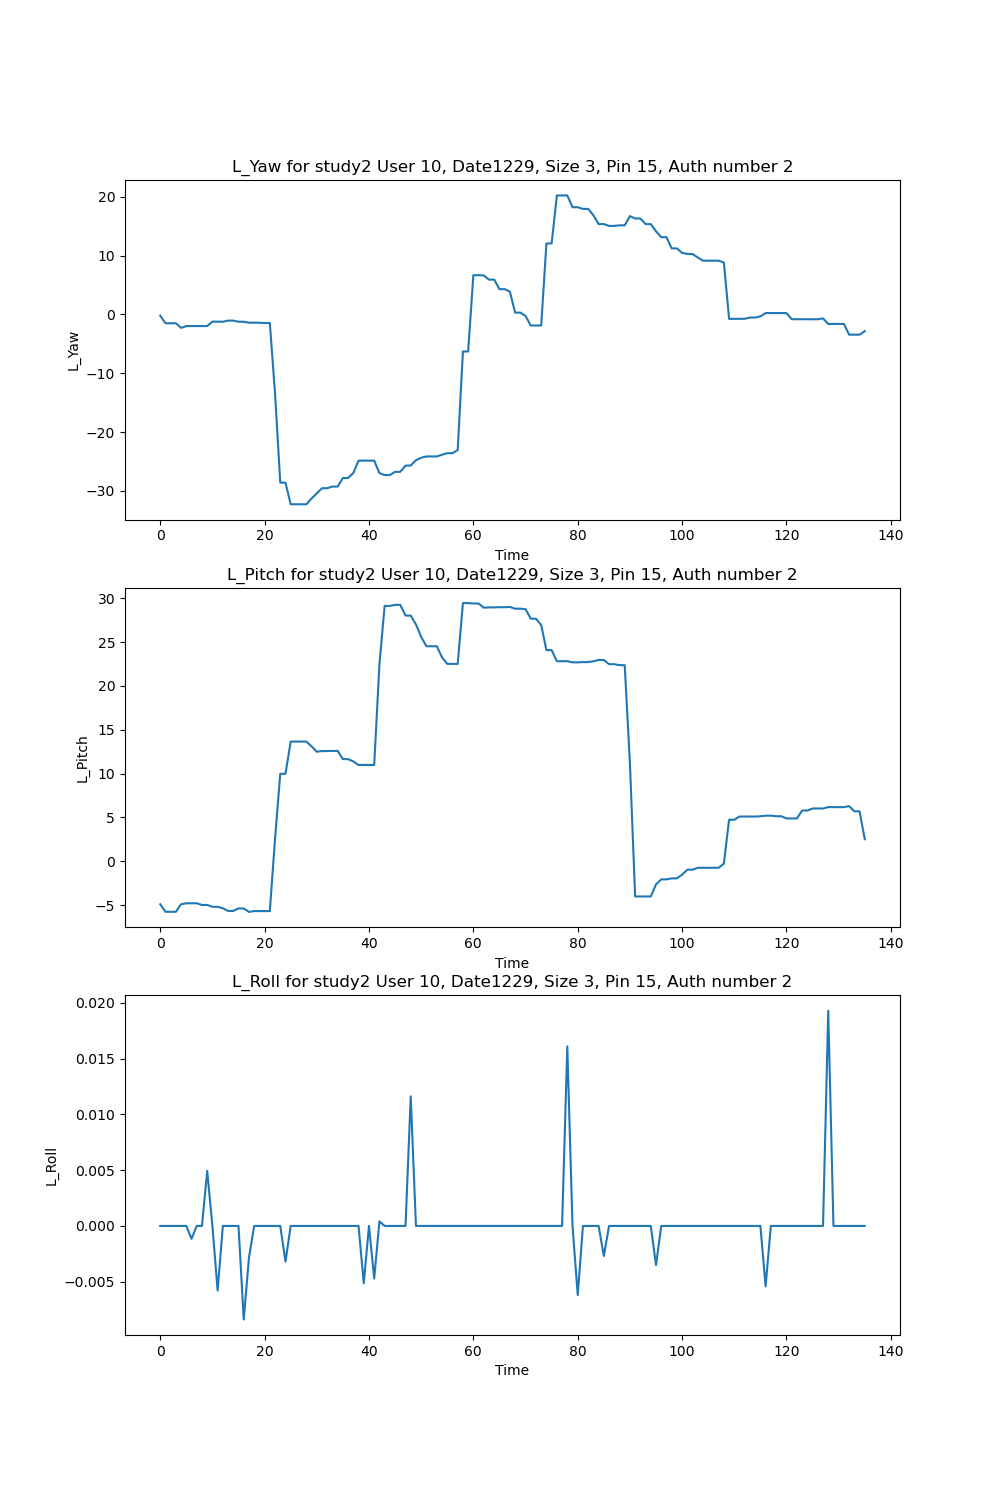 L_Yaw for study2 User 10, Date1229, Size 3, Pin 15, Auth number 2
20
10
0
−10
−20
−30
L_Yaw
0 20 40 60 80 100 120 140
Time
L_Pitch for study2 User 10, Date1229, Size 3, Pin 15, Auth number 2
30
25
20
15
10
5
0
−5
L_Pitch
0 20 40 60 80 100 120 140
Time
L_Roll for study2 User 10, Date1229, Size 3, Pin 15, Auth number 2
0.020
0.015
0.010
0.005
0.000
−0.005
L_Roll
0 20 40 60 80 100 120 140
Time